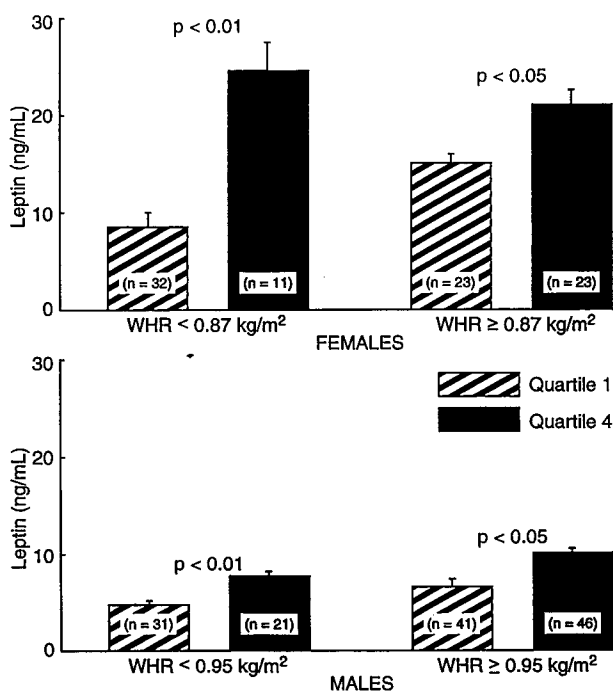 30
p < 0.01
p < 0.05
20
Leptin (ng/mL)
10
(n = 32)
(n = 11)
(n = 23)
(n = 23)
0
WHR < 0.87 kg/m²
WHR ≥ 0.87 kg/m²
FEMALES
30
Quartile 1
Quartile 4
20
Leptin (ng/mL)
p < 0.01
p < 0.05
10
(n = 31)
(n = 21)
(n = 41)
(n = 46)
0
WHR < 0.95 kg/m²
WHR ≥ 0.95 kg/m²
MALES